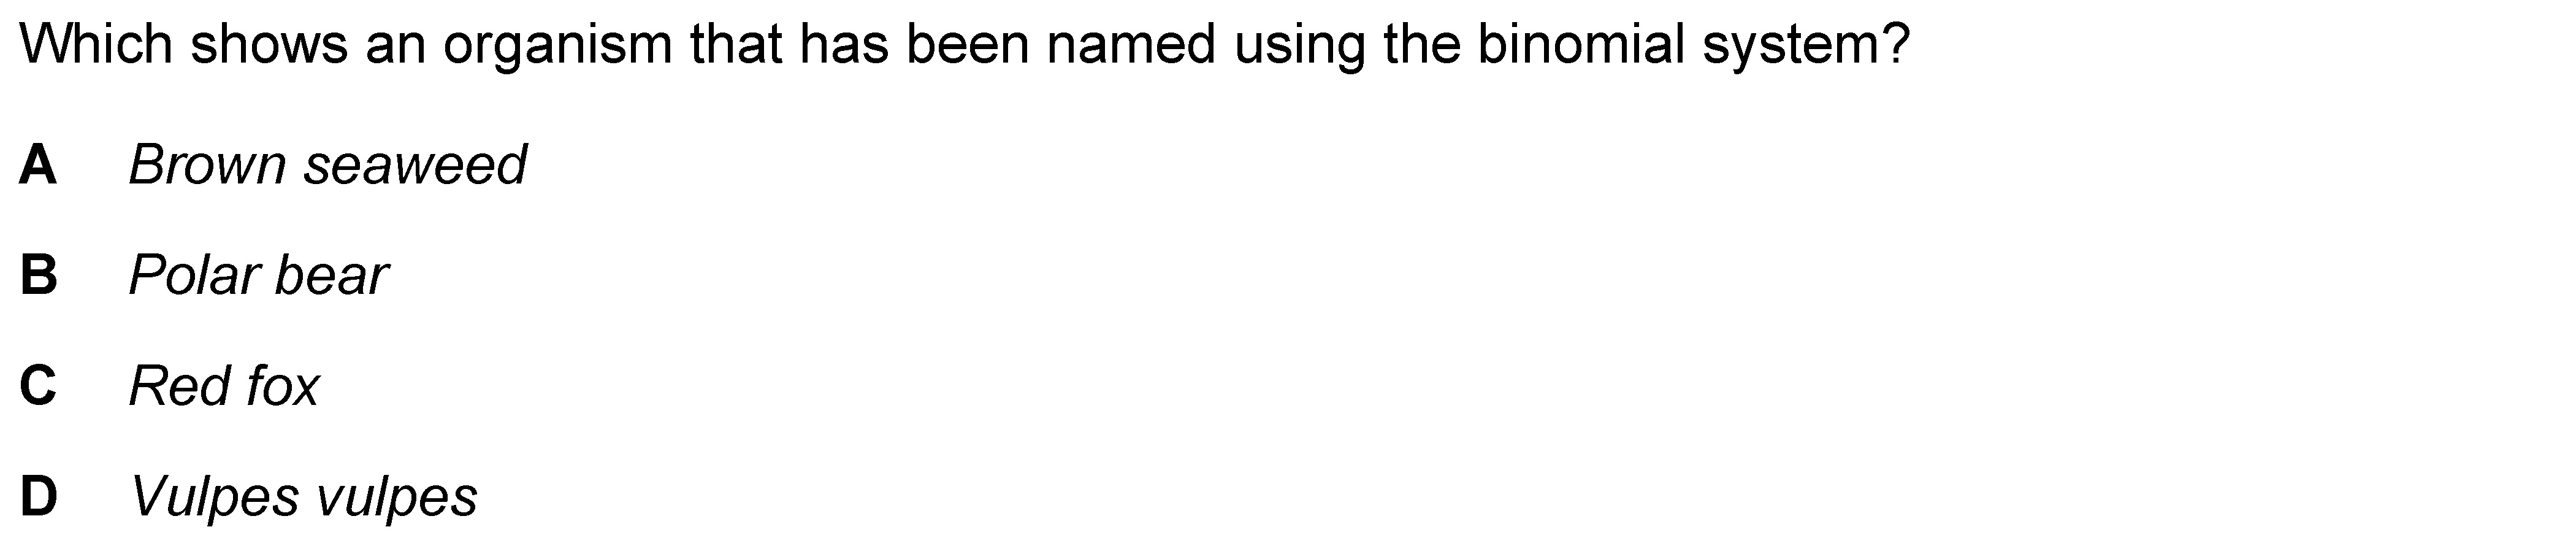 Which shows an organism that has been named using the binomial system?
A Brown seaweed
B Polar bear
C Red fox
D Vulpes vulpes